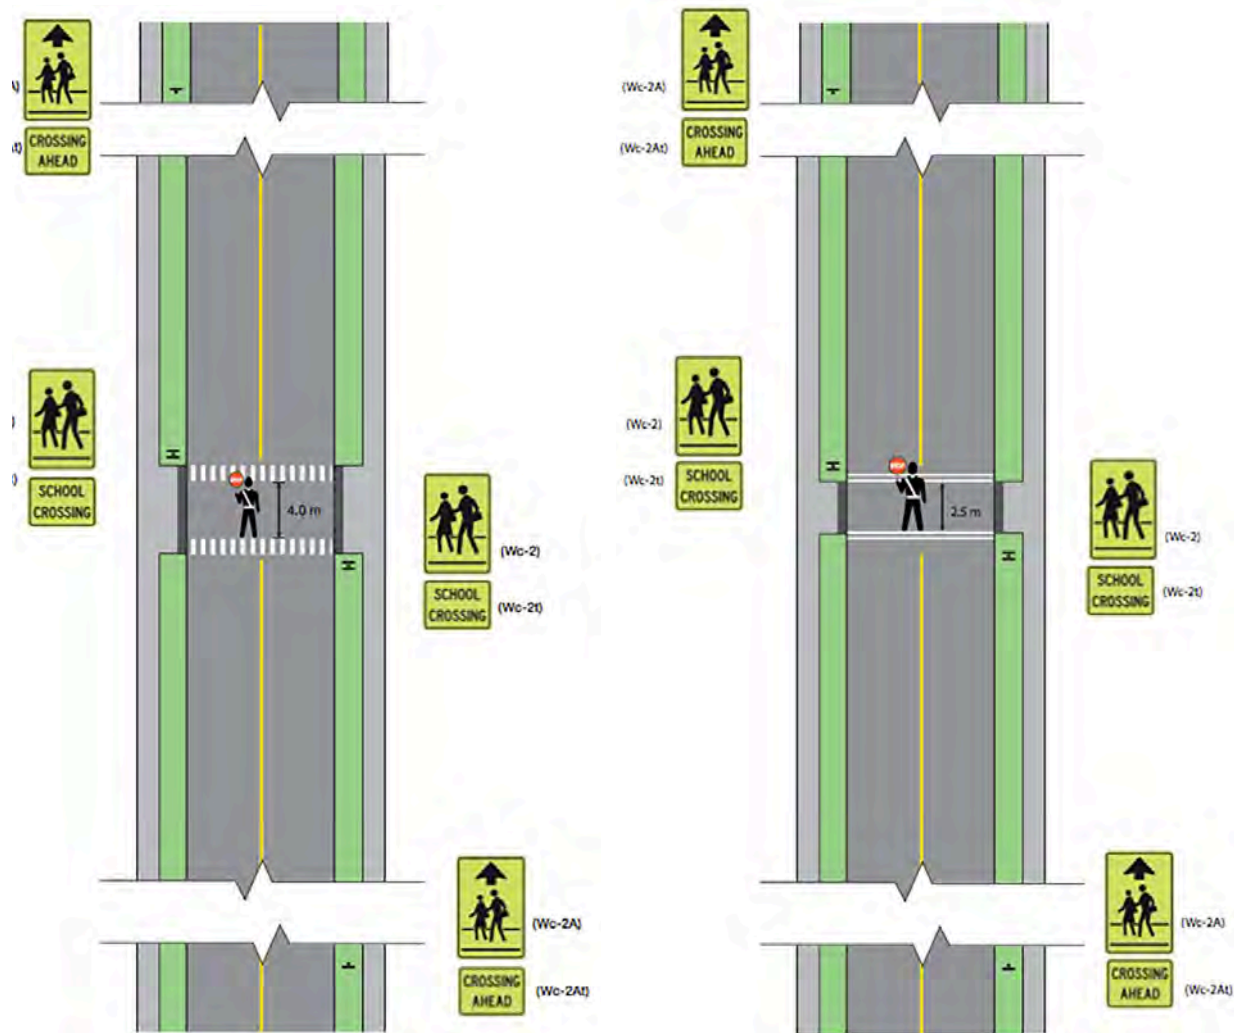 (Wc-2A)
CROSSING
AHEAD
CROSSING
AHEAD
(Wc-2At)
SCHOOL
CROSSING
STOP
4.0 m
(Wc-2)
SCHOOL
CROSSING
(Wc-2t)
(Wc-2)
SCHOOL
CROSSING
(Wc-2t)
STOP
2.5 m
(Wc-2)
SCHOOL
CROSSING
(Wc-2t)
(Wc-2A)
CROSSING
AHEAD
(Wc-2At)
(Wc-2A)
CROSSING
AHEAD
(Wc-2At)